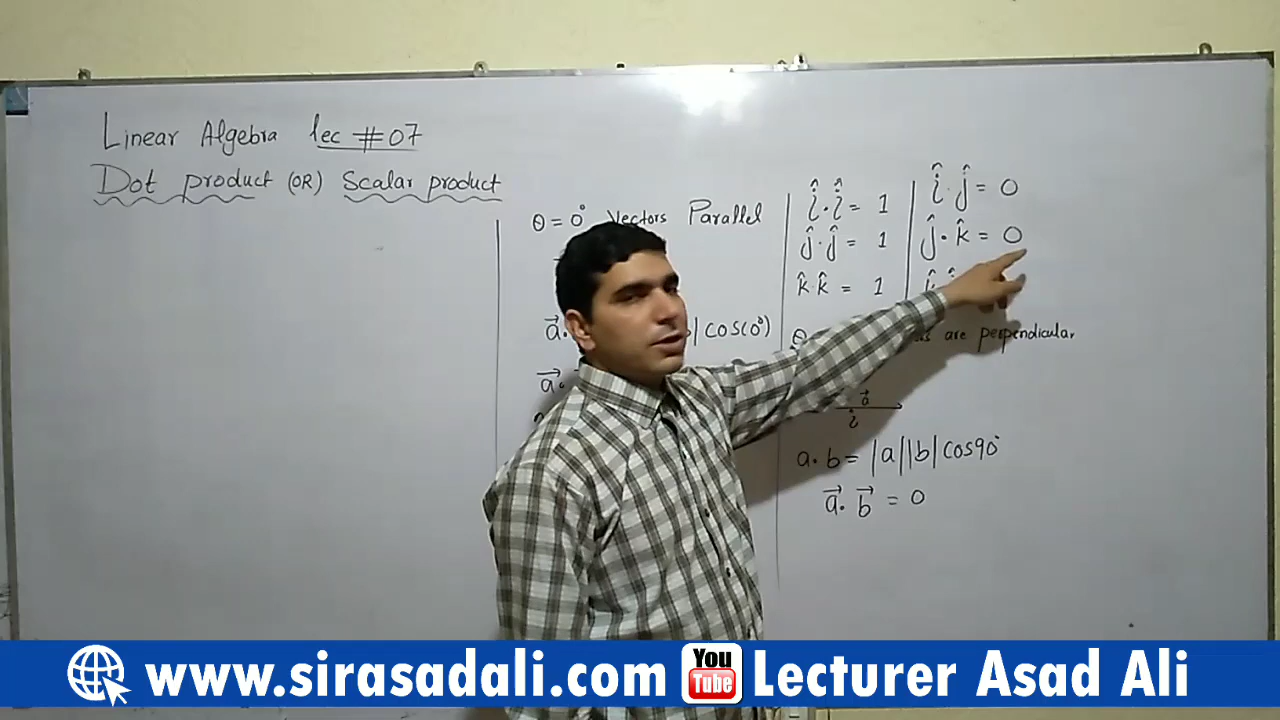 Linear Algebra lec #07
Dot product (OR) Scalar product
θ = 0° Vectors Parallel
a⃗.
| cos(0°)
a⃗.
î.î = 1
ĵ.ĵ = 1
k̂ k̂ = 1
î.ĵ = 0
ĵ.k̂ = 0
θ
are perpendicular
a⃗
î
a.b = |a||b| cos90°
a⃗.b⃗ = 0
www.sirasadali.com
You Tube
Lecturer Asad Ali